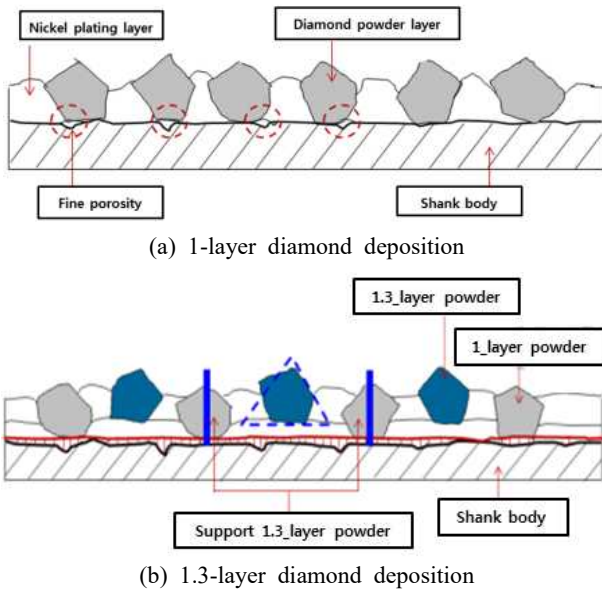 Nickel plating layer
Diamond powder layer
Fine porosity
Shank body
(a) 1-layer diamond deposition
1.3_layer powder
1_layer powder
Support 1.3_layer powder
Shank body
(b) 1.3-layer diamond deposition